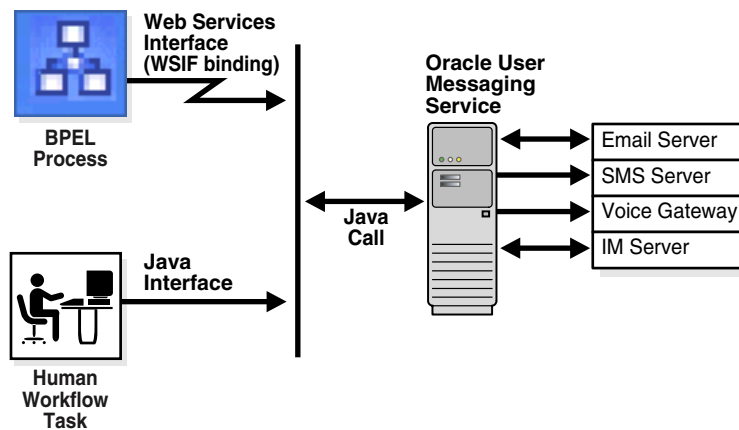 Web Services
Interface
(WSIF binding)
BPEL
Process
Oracle User
Messaging
Service
Email Server
SMS Server
Voice Gateway
IM Server
Java
Call
Java
Interface
Human
Workflow
Task